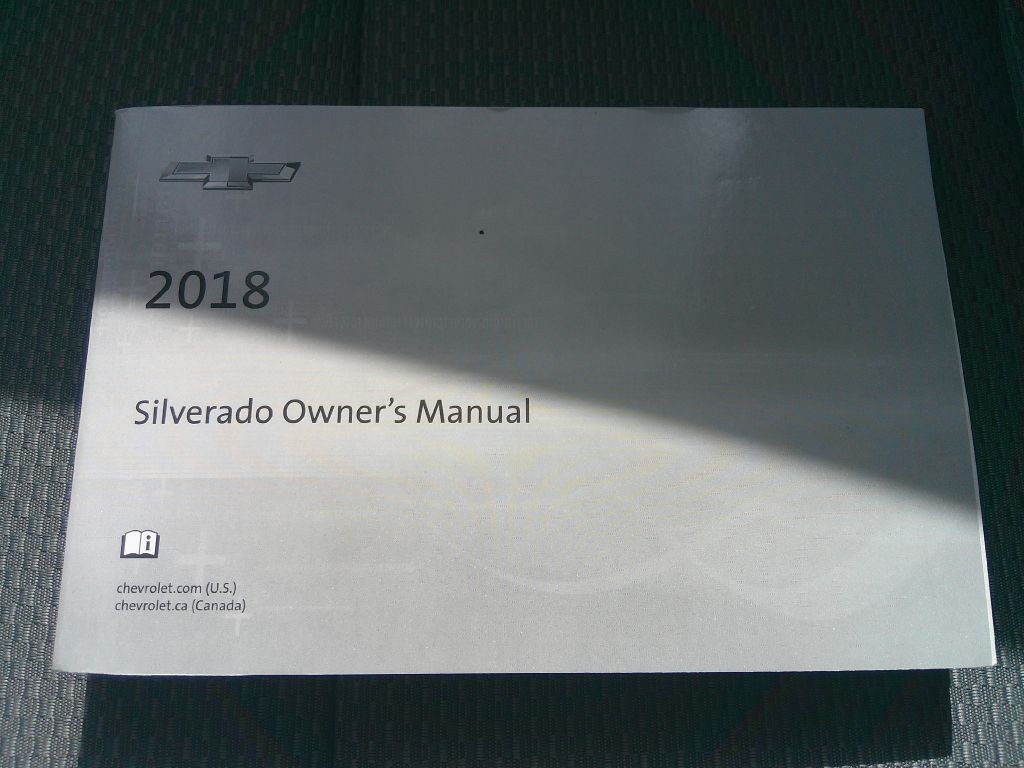 2018
Silverado Owner's Manual
i
chevrolet.com (U.S.)
chevrolet.ca (Canada)